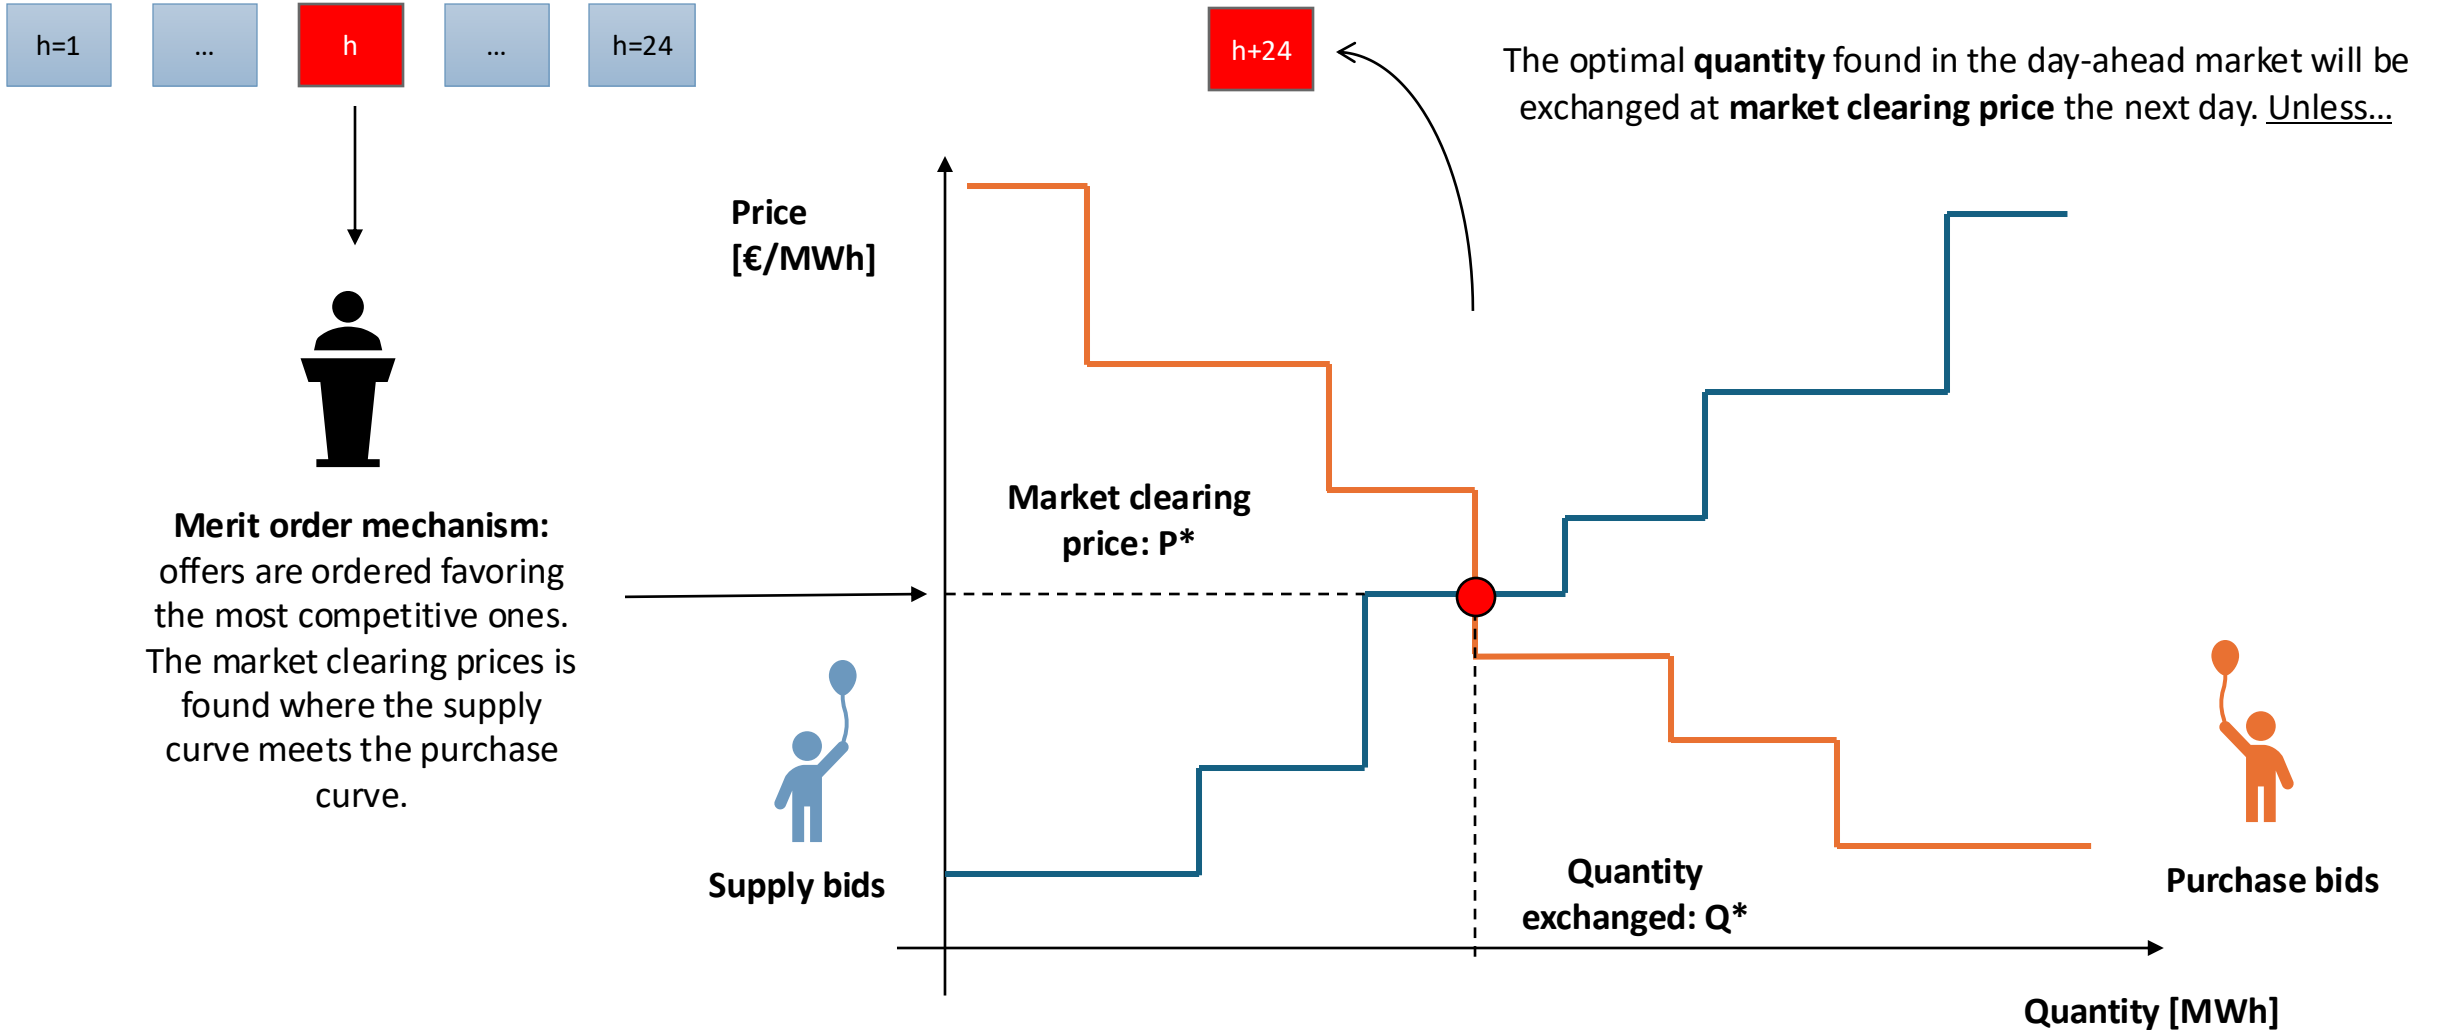 h=1
...
h
...
h=24
h+24
The optimal quantity found in the day-ahead market will be
exchanged at market clearing price the next day. Unless...
Price
[€/MWh]
Market clearing
price: P*
Merit order mechanism:
offers are ordered favoring
the most competitive ones.
The market clearing prices is
found where the supply
curve meets the purchase
curve.
Supply bids
Quantity
exchanged: Q*
Purchase bids
Quantity [MWh]